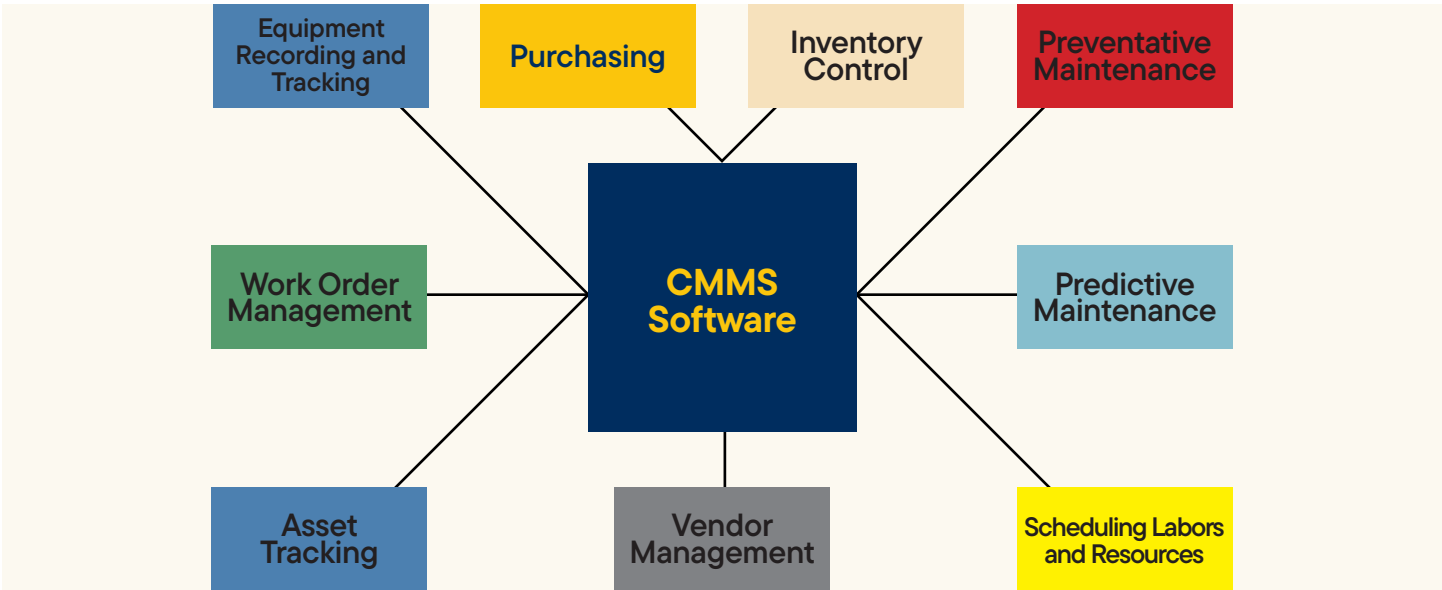 Equipment
Recording and
Tracking
Purchasing
Inventory
Control
Preventative
Maintenance
Work Order
Management
CMMS
Software
Predictive
Maintenance
Asset
Tracking
Vendor
Management
Scheduling Labors
and Resources